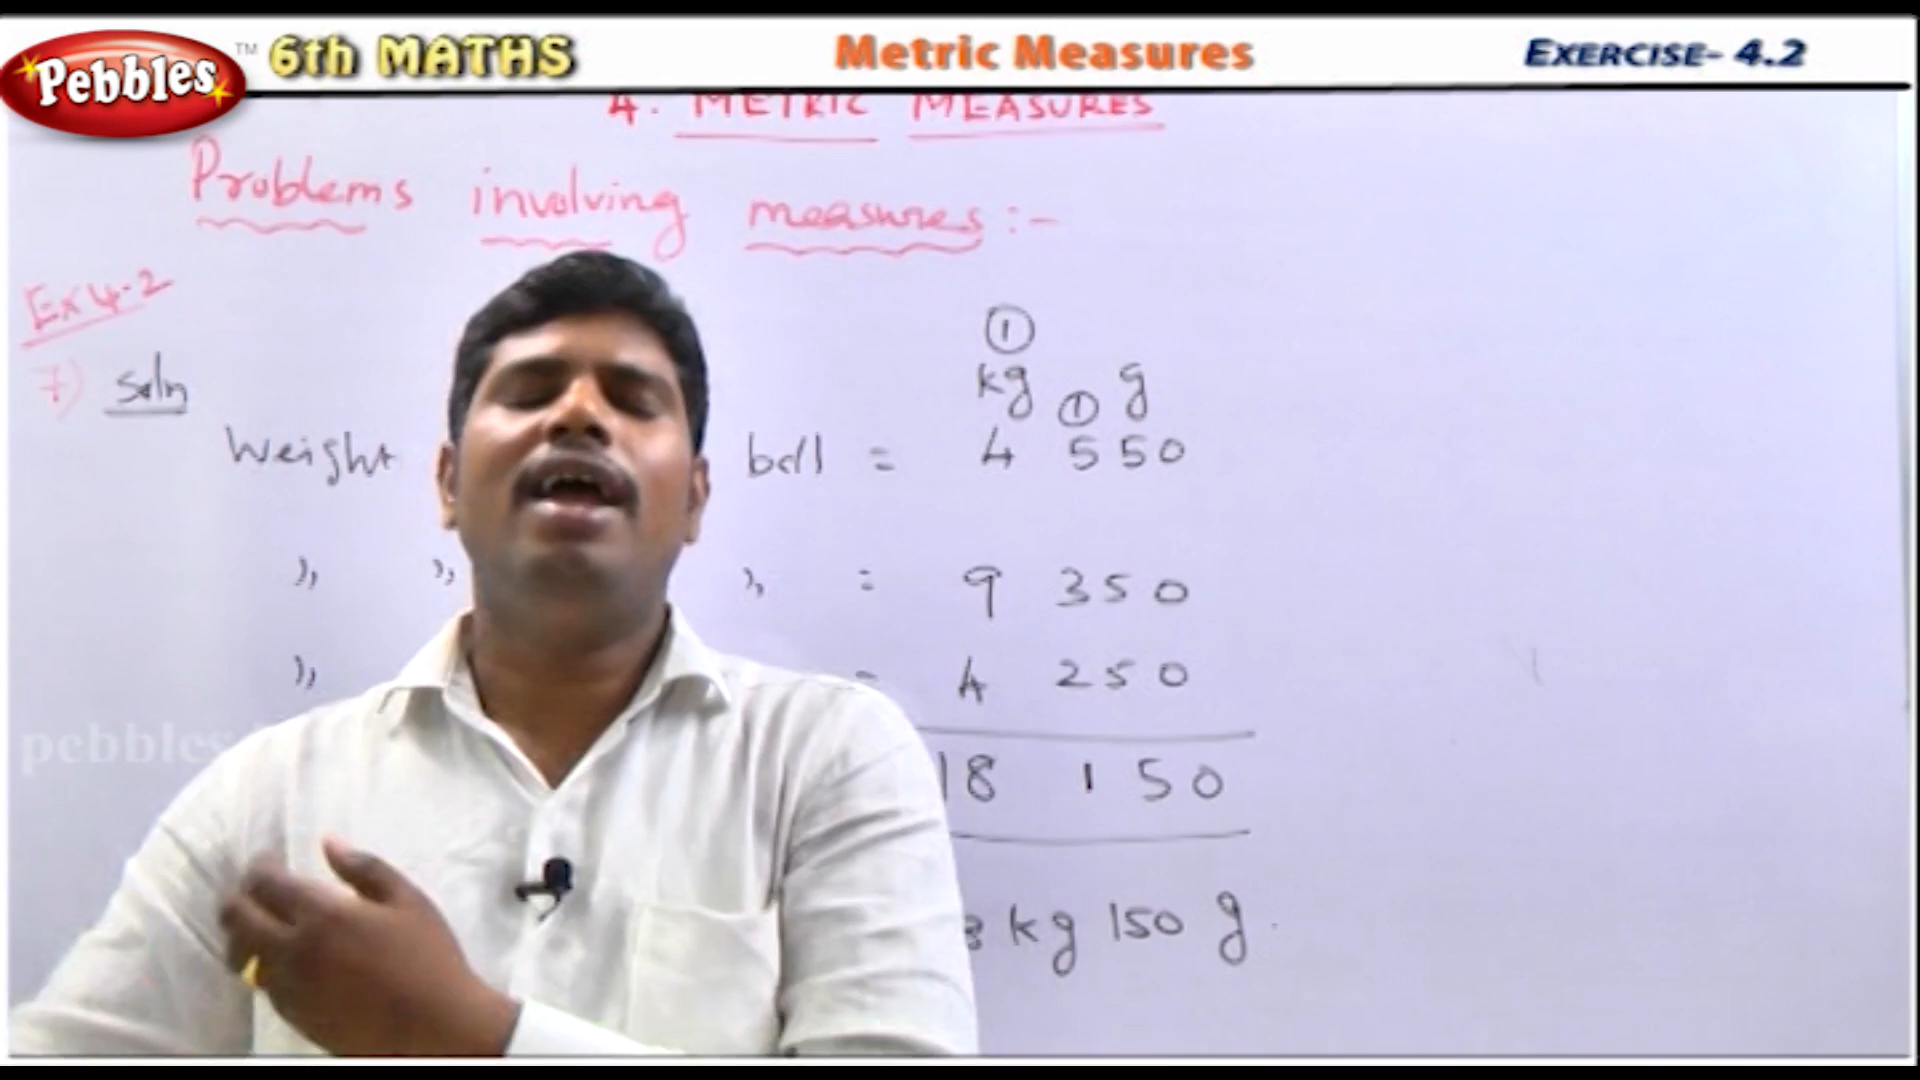 Pebbles™ 6th MATHS Metric Measures EXERCISE- 4.2
4. METRIC MEASURES
Problems involving measures :-
Ex 4.2
①
7) Soln kg ① g
Weight ball = 4 550
,, ,, ,, = 9 350
,, = 4 250
pebbles
18 150
kg 150 g.